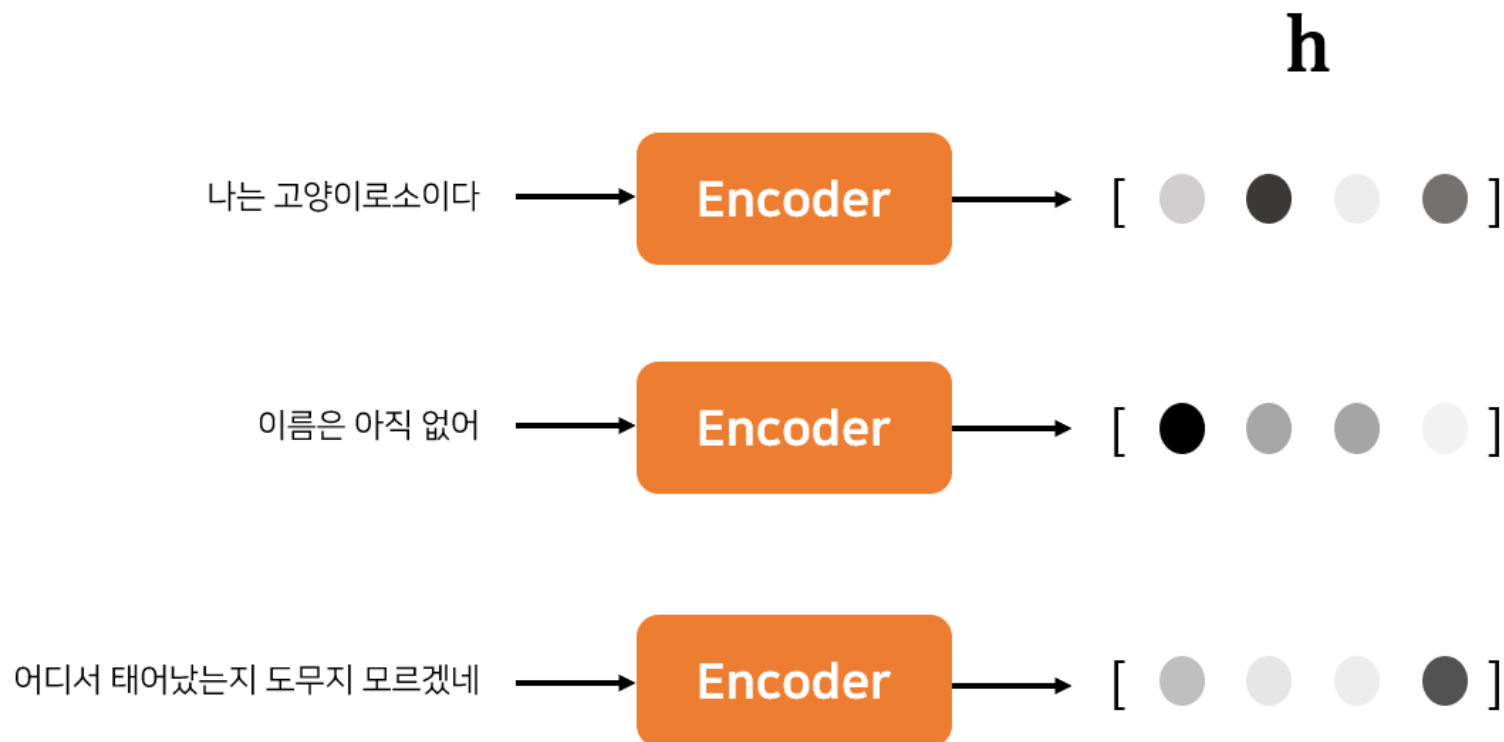 h
나는 고양이로소이다 Encoder [ ]
이름은 아직 없어 Encoder [ ]
어디서 태어났는지 도무지 모르겠네 Encoder [ ]